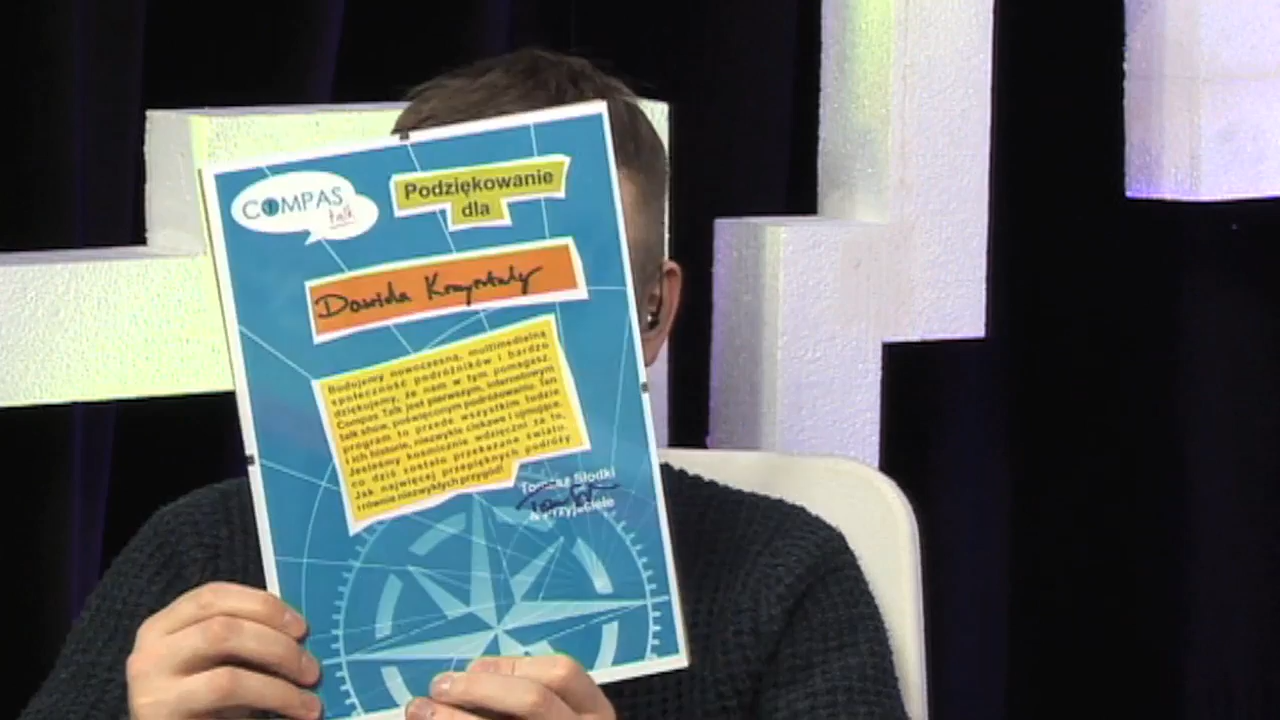 COMPAS
talk
Podziękowanie
dla
Dawida
Budujemy nowoczesną, multimedialną
społeczność podróżników i bardzo
dziękujemy, że nam w tym pomagasz.
Compas Talk jest pierwszym, internetowym
talk show, poświęconym podróżowaniu. Ten
program to przede wszystkim ludzie
i ich historie, niezwykle ciekawe i ujmujące.
Jesteśmy kosmicznie wdzięczni za to,
co dziś zostało przekazane światu.
Jak najwięcej przepięknych podróży
i równie niezwykłych przygód!
Tomasz Słodki
& Przyjaciele